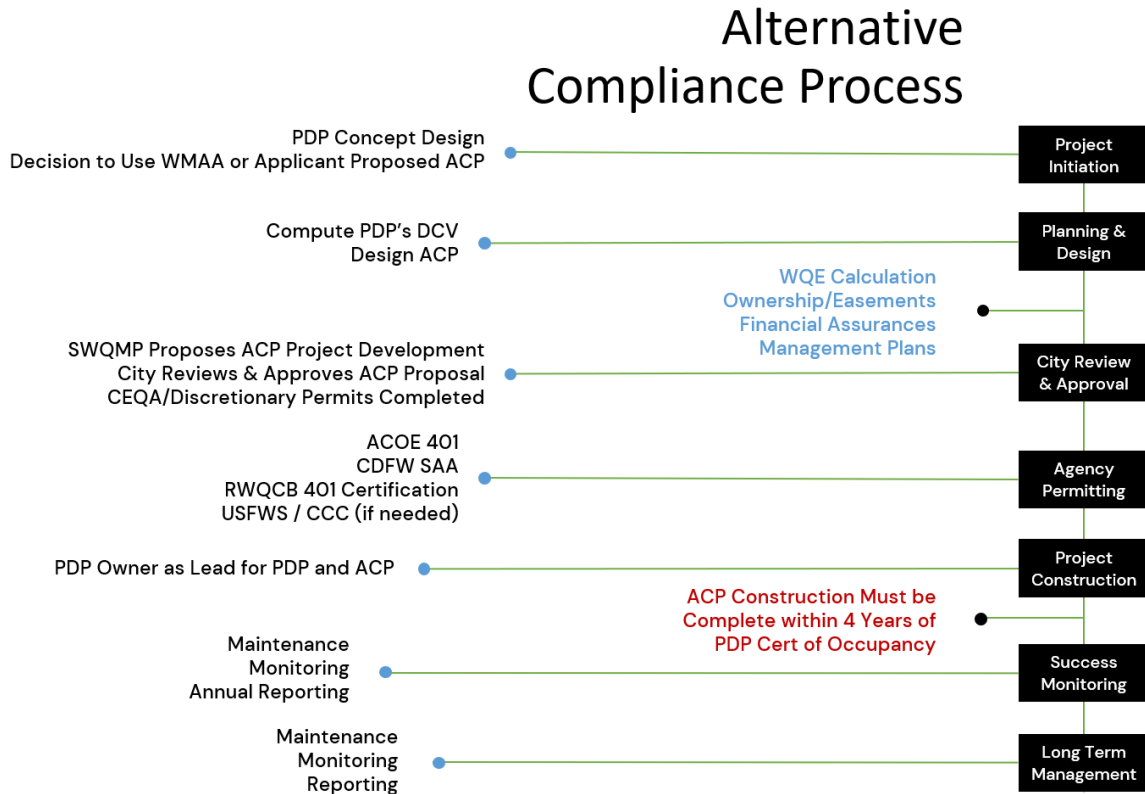 Alternative
Compliance Process
PDP Concept Design
Decision to Use WMAA or Applicant Proposed ACP
Project
Initiation
Compute PDP's DCV
Design ACP
Planning &
Design
WQE Calculation
Ownership/Easements
Financial Assurances
Management Plans
SWQMP Proposes ACP Project Development
City Reviews & Approves ACP Proposal
CEQA/Discretionary Permits Completed
City Review
& Approval
ACOE 401
CDFW SAA
RWQCB 401 Certification
USFWS / CCC (if needed)
Agency
Permitting
PDP Owner as Lead for PDP and ACP
Project
Construction
ACP Construction Must be
Complete within 4 Years of
PDP Cert of Occupancy
Maintenance
Monitoring
Annual Reporting
Success
Monitoring
Maintenance
Monitoring
Reporting
Long Term
Management